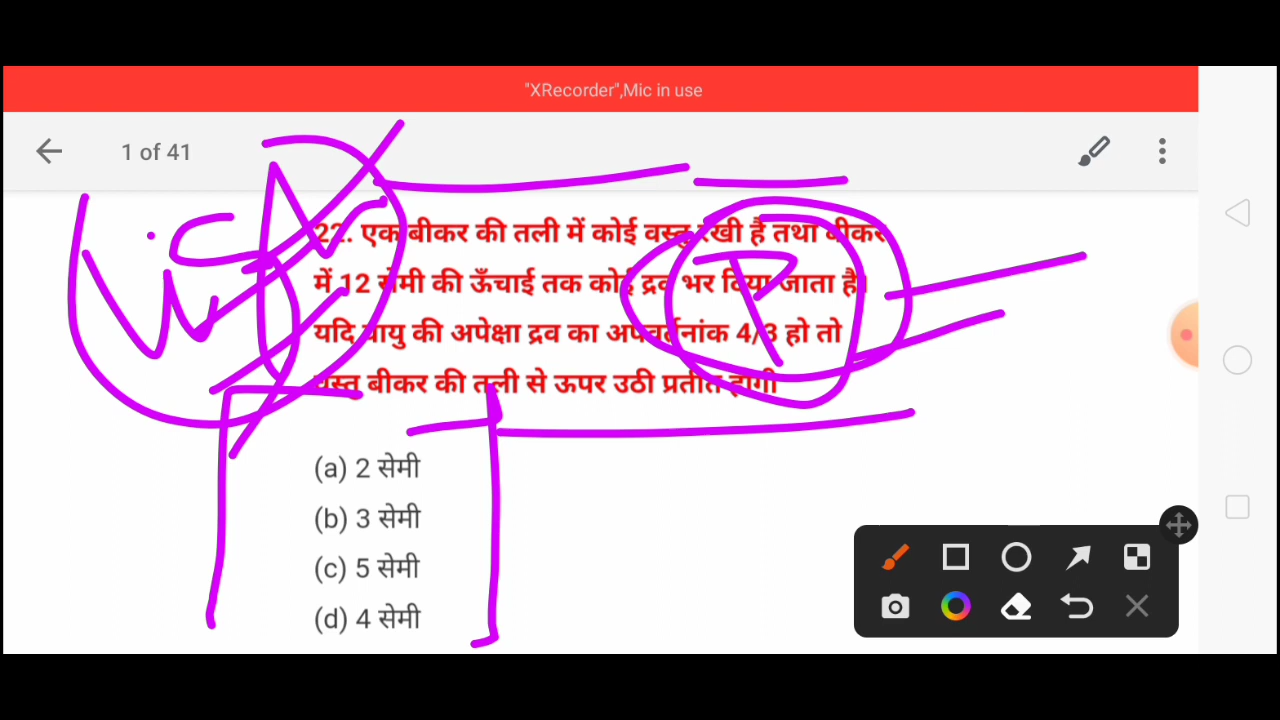 "XRecorder",Mic in use
1 of 41
22. एक बीकर की तली में कोई वस्तु रखी है तथा बीकर
में 12 सेमी की ऊँचाई तक कोई द्रव भर दिया जाता है।
यदि वायु की अपेक्षा द्रव का अपवर्तनांक 4/3 हो तो
वस्तु बीकर की तली से ऊपर उठी प्रतीत होगी
(a) 2 सेमी
(b) 3 सेमी
(c) 5 सेमी
(d) 4 सेमी